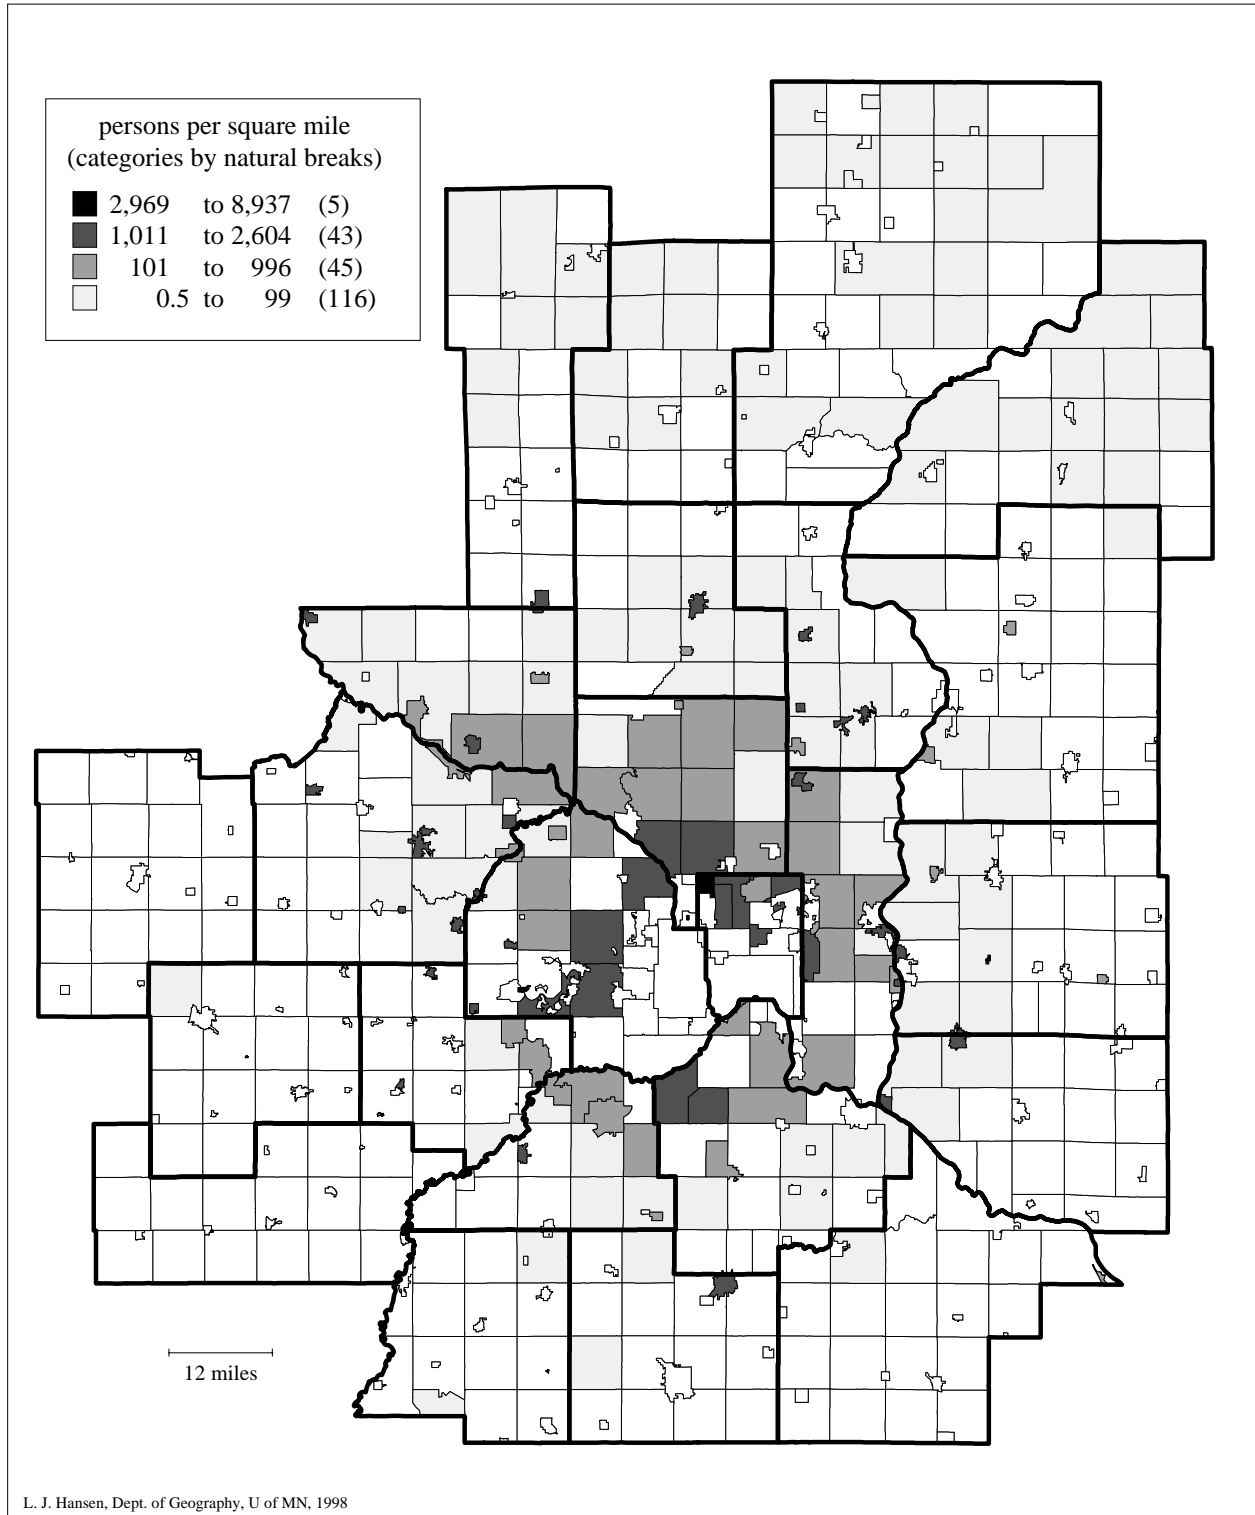 persons per square mile
(categories by natural breaks)
2,969 to 8,937 (5)
1,011 to 2,604 (43)
101 to 996 (45)
0.5 to 99 (116)
12 miles
L. J. Hansen, Dept. of Geography, U of MN, 1998